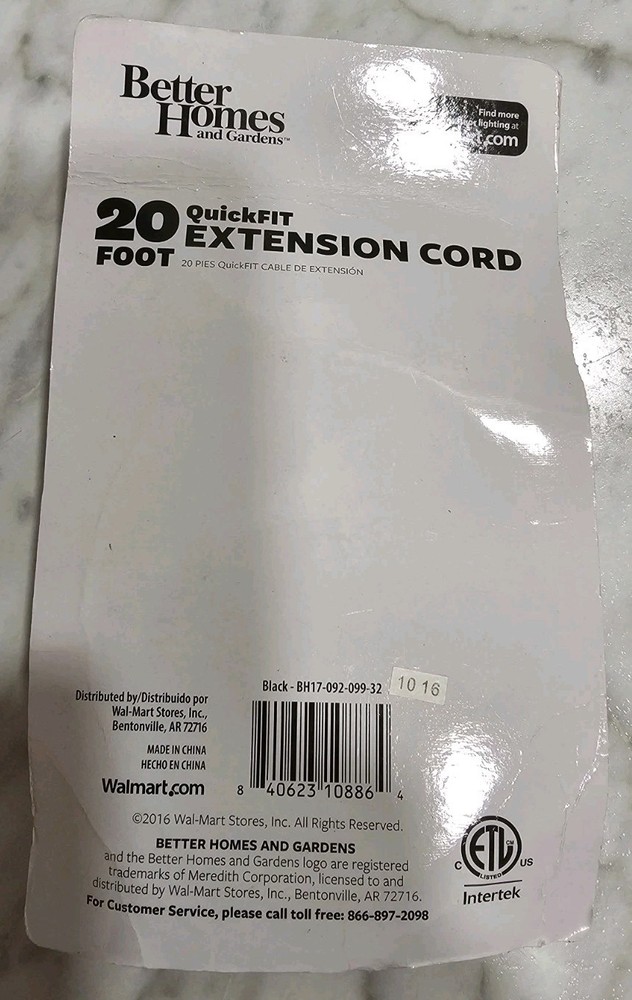 Better
Homes
and Gardens™
Find more
lighting at
.com
20
FOOT
QuickFIT
EXTENSION CORD
20 PIES QuickFIT CABLE DE EXTENSIÓN
Black - BH17-092-099-32
10 16
Distributed by/Distribuido por
Wal-Mart Stores, Inc.,
Bentonville, AR 72716
MADE IN CHINA
HECHO EN CHINA
Walmart.com
8 40623 10886 4
©2016 Wal-Mart Stores, Inc. All Rights Reserved.
BETTER HOMES AND GARDENS
and the Better Homes and Gardens logo are registered
trademarks of Meredith Corporation, licensed to and
distributed by Wal-Mart Stores, Inc., Bentonville, AR 72716.
For Customer Service, please call toll free: 866-897-2098
ETL CM
C LISTED US
Intertek